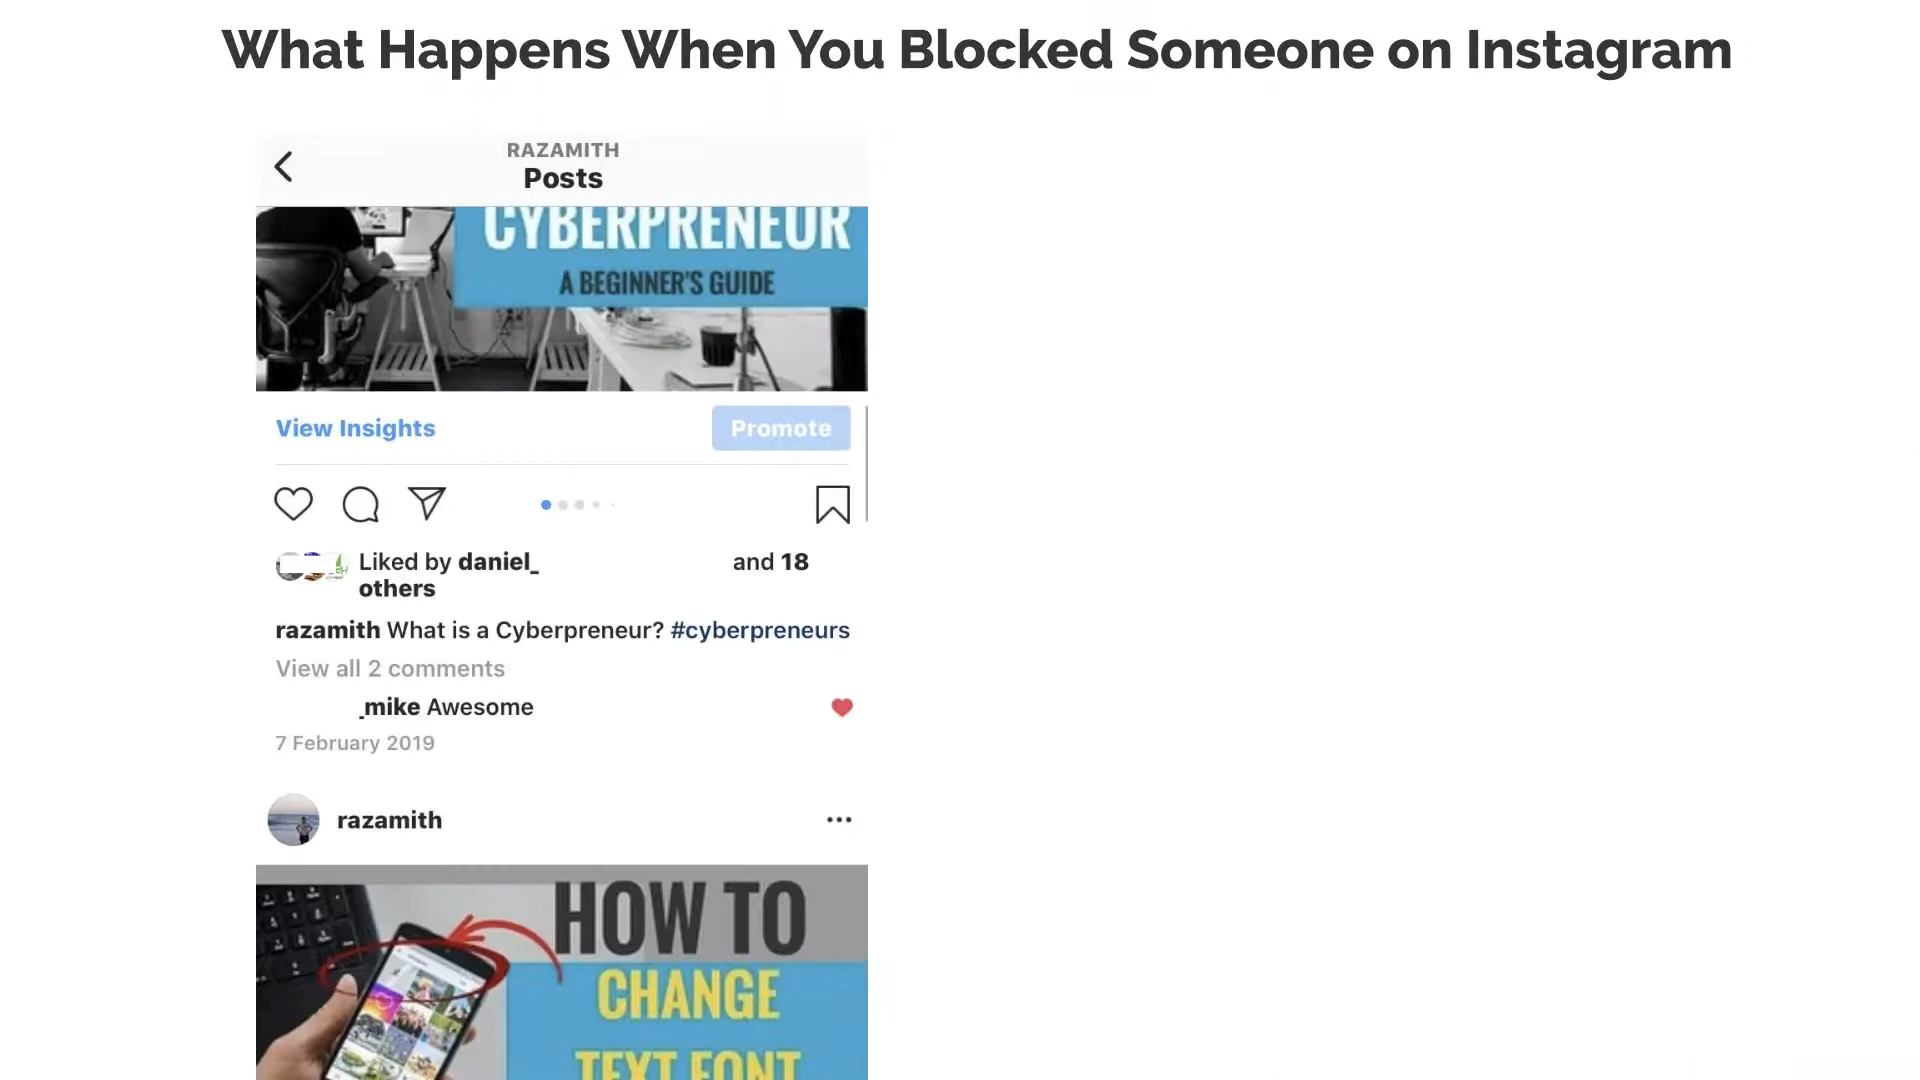 What Happens When You Blocked Someone on Instagram
RAZAMITH
Posts
CYBERPRENEUR
A BEGINNER'S GUIDE
View Insights
Promote
Liked by daniel_ and 18
others
razamith What is a Cyberpreneur? #cyberpreneurs
View all 2 comments
_mike Awesome
7 February 2019
razamith
HOW TO
CHANGE
TEXT FONT